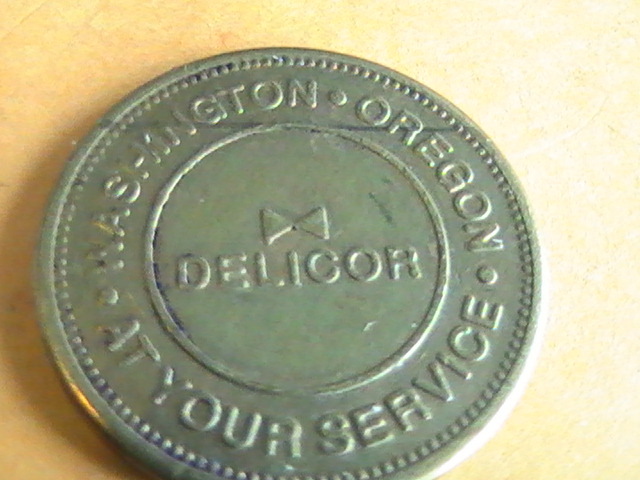 WASHINGTON • OREGON •
AT YOUR SERVICE •
DELICOR